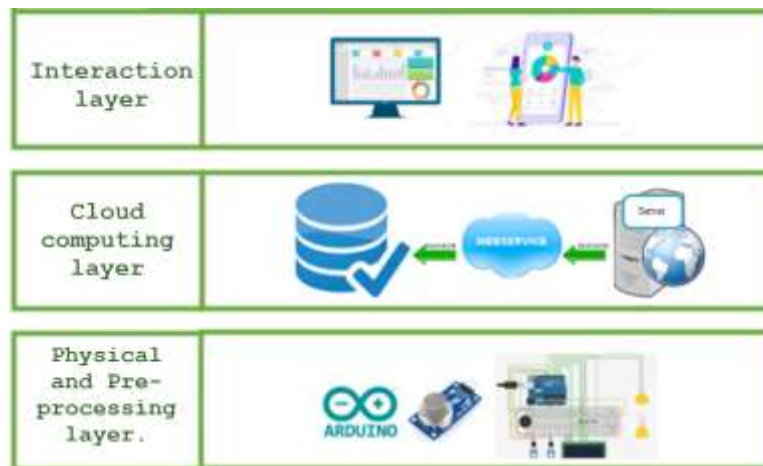 Interaction
layer
Cloud
computing
layer
WEBSERVICE
Server
Physical
and Pre-
processing
layer.
ARDUINO